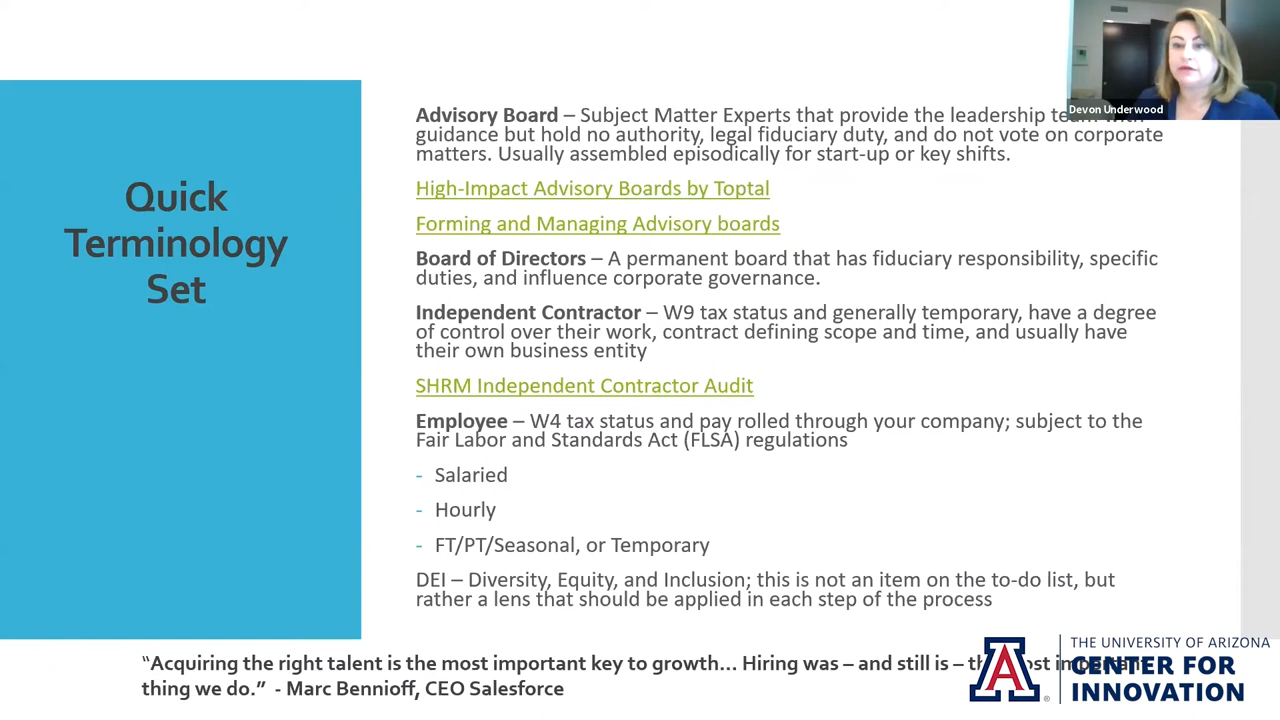 Devon Underwood
Quick
Terminology
Set
Advisory Board – Subject Matter Experts that provide the leadership team with
guidance but hold no authority, legal fiduciary duty, and do not vote on corporate
matters. Usually assembled episodically for start-up or key shifts.
High-Impact Advisory Boards by Toptal
Forming and Managing Advisory boards
Board of Directors – A permanent board that has fiduciary responsibility, specific
duties, and influence corporate governance.
Independent Contractor – W9 tax status and generally temporary, have a degree
of control over their work, contract defining scope and time, and usually have
their own business entity
SHRM Independent Contractor Audit
Employee – W4 tax status and pay rolled through your company; subject to the
Fair Labor and Standards Act (FLSA) regulations
- Salaried
- Hourly
- FT/PT/Seasonal, or Temporary
DEI – Diversity, Equity, and Inclusion; this is not an item on the to-do list, but
rather a lens that should be applied in each step of the process
“Acquiring the right talent is the most important key to growth… Hiring was – and still is – the most important
thing we do.” - Marc Bennioff, CEO Salesforce
A
THE UNIVERSITY OF ARIZONA
CENTER FOR
INNOVATION